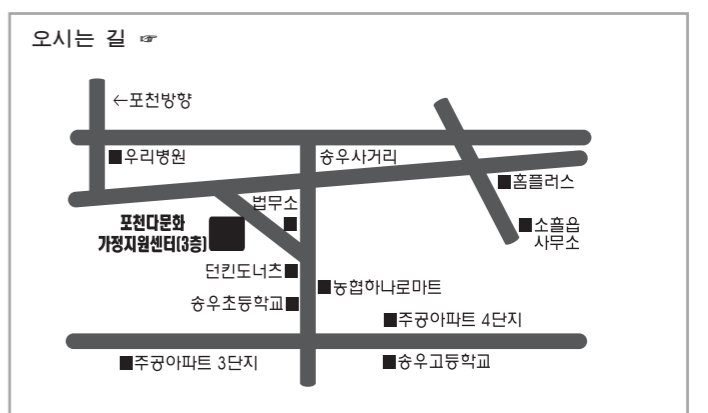 오시는 길 ☞
←포천방향
■우리병원
송우사거리
■홈플러스
법무소
■
포천다문화
가정지원센터(3층)
■소흘읍
사무소
던킨도너츠■
■농협하나로마트
송우초등학교■
■주공아파트 4단지
■주공아파트 3단지
■송우고등학교